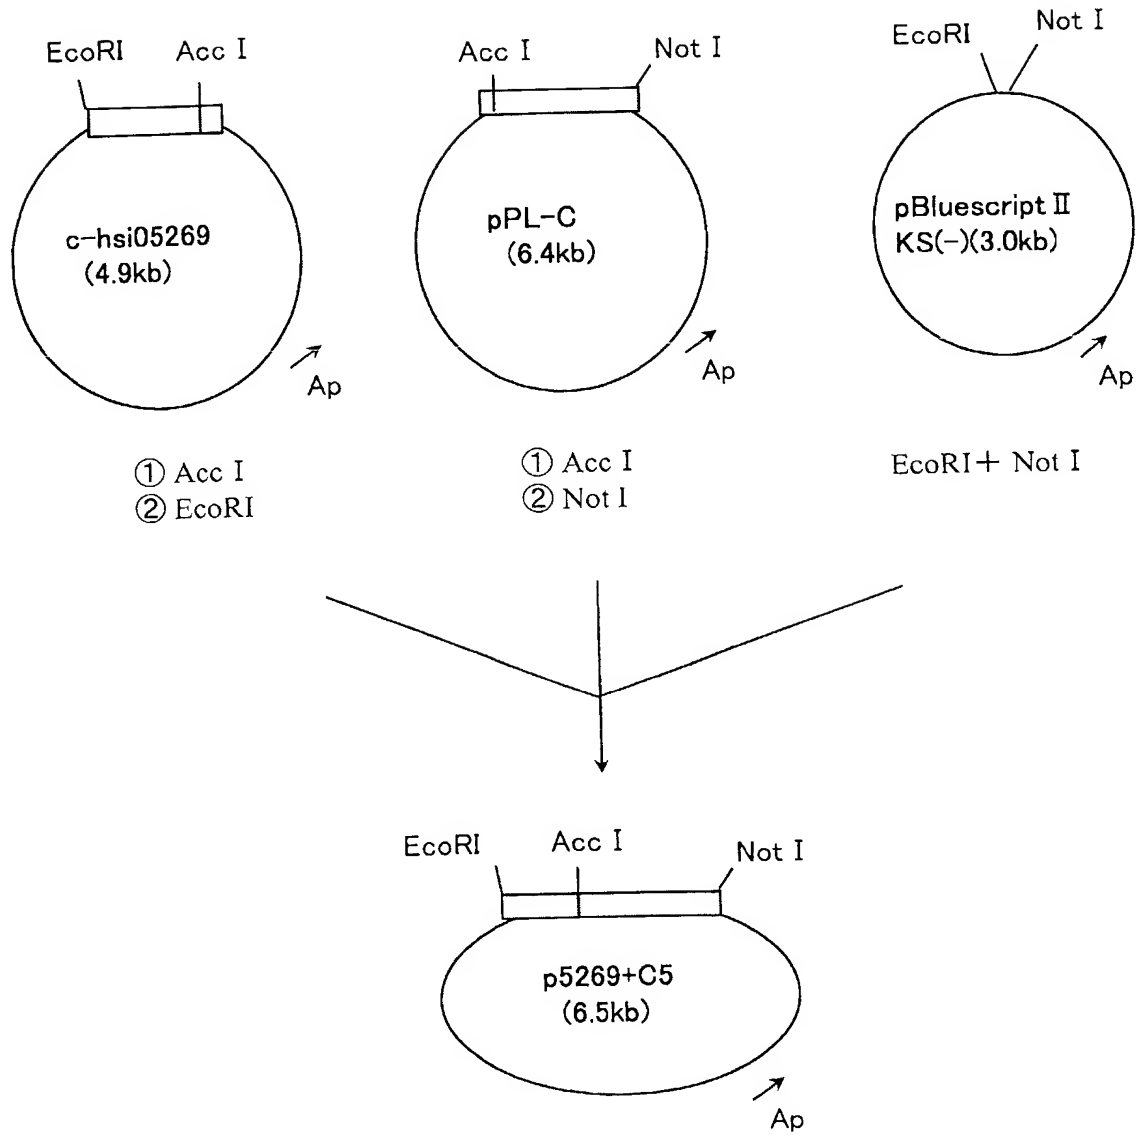 EcoRI
Acc I
c-hsi05269
(4.9kb)
Ap
① Acc I
② EcoRI
Acc I
Not I
pPL-C
(6.4kb)
Ap
① Acc I
② Not I
EcoRI
Not I
pBluescript II
KS(-)(3.0kb)
Ap
EcoRI+ Not I
EcoRI
Acc I
Not I
p5269+C5
(6.5kb)
Ap